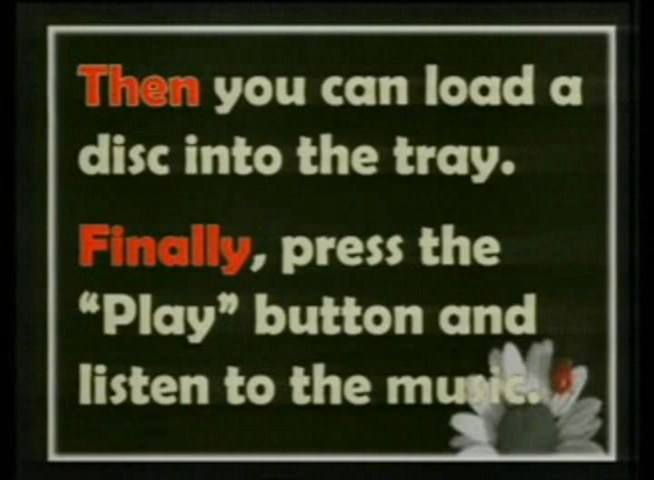 Then you can load a
disc into the tray.
Finally, press the
“Play” button and
listen to the music.